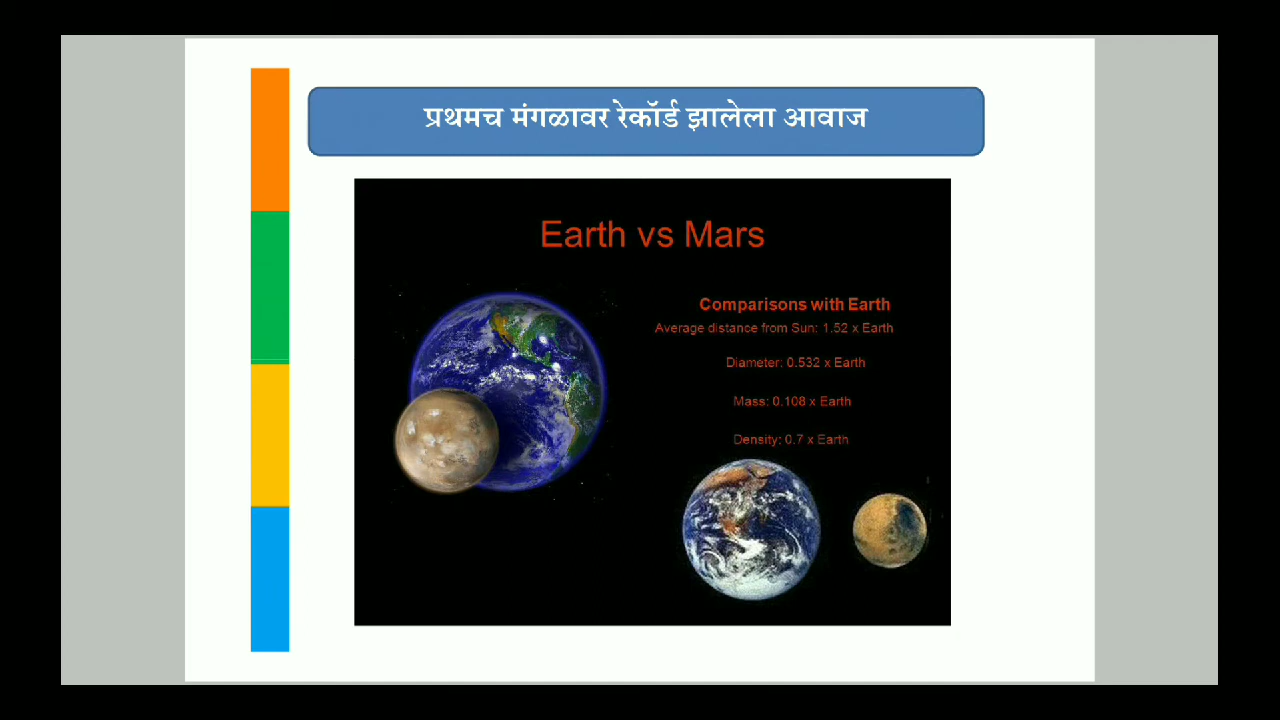 प्रथमच मंगळावर रेकॉर्ड झालेला आवाज
Earth vs Mars
Comparisons with Earth
Average distance from Sun: 1.52 x Earth
Diameter: 0.532 x Earth
Mass: 0.108 x Earth
Density: 0.7 x Earth